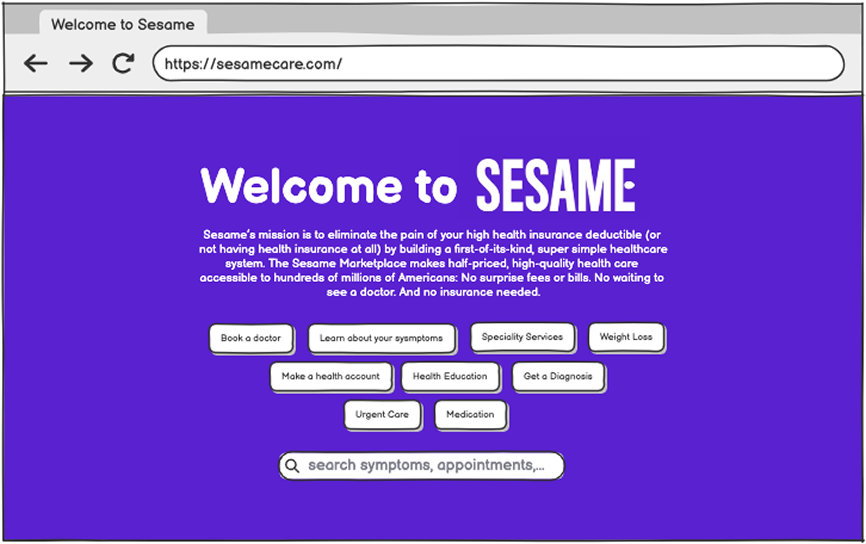 Welcome to Sesame
https://sesamecare.com/
Welcome to SESAME
Sesame's mission is to eliminate the pain of your high health insurance deductible (or
not having health insurance at all) by building a first-of-its-kind, super simple healthcare
system. The Sesame Marketplace makes half-priced, high-quality health care
accessible to hundreds of millions of Americans: No surprise fees or bills. No waiting to
see a doctor. And no insurance needed.
Book a doctor
Learn about your sysmptoms
Speciality Services
Weight Loss
Make a health account
Health Education
Get a Diagnosis
Urgent Care
Medication
search symptoms, appointments,...